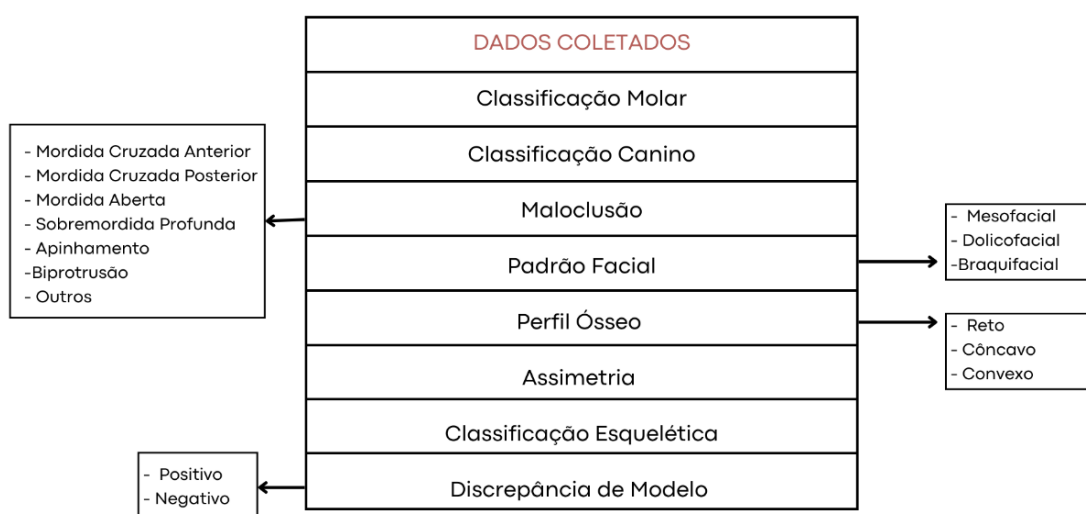 DADOS COLETADOS
Classificação Molar
Classificação Canino
Maloclusão
Padrão Facial
Perfil Ósseo
Assimetria
Classificação Esquelética
Discrepância de Modelo
- Mordida Cruzada Anterior
- Mordida Cruzada Posterior
- Mordida Aberta
- Sobremordida Profunda
- Apinhamento
-Biprotrusão
- Outros
- Mesofacial
- Dolicofacial
-Braquifacial
- Reto
- Côncavo
- Convexo
- Positivo
- Negativo